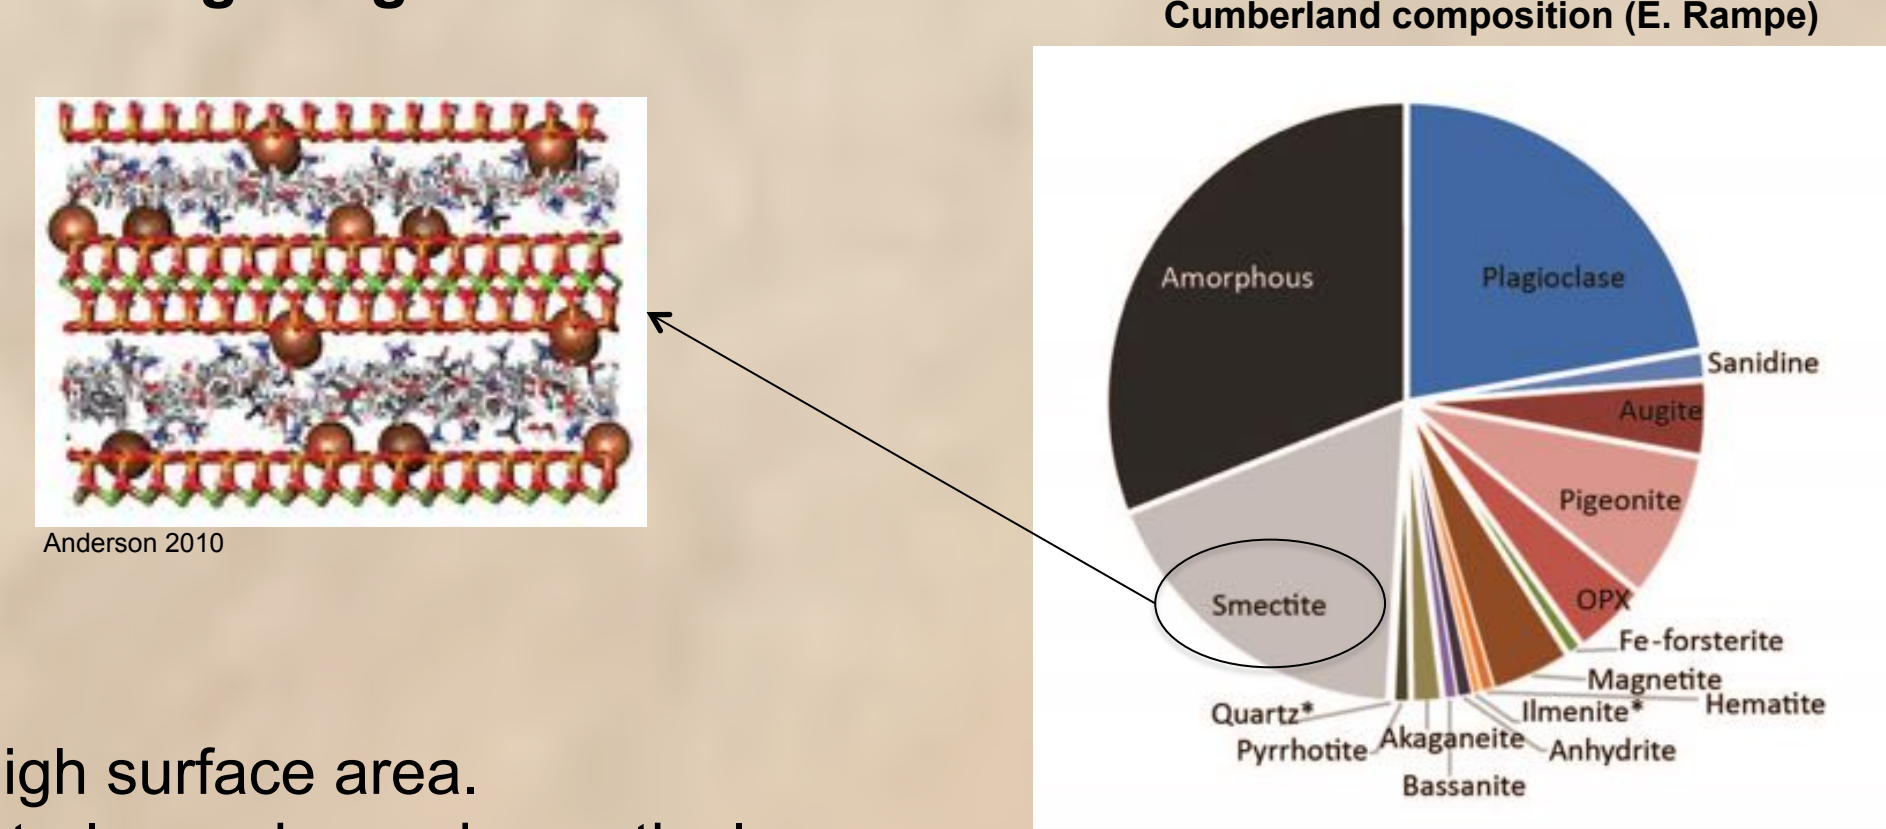 Cumberland composition (E. Rampe)
Amorphous
Plagioclase
Sanidine
Augite
Pigeonite
Smectite
OPX
Fe-forsterite
Magnetite
Hematite
Quartz*
Ilmenite*
Pyrrhotite
Akaganeite
Anhydrite
Bassanite
Anderson 2010
igh surface area.